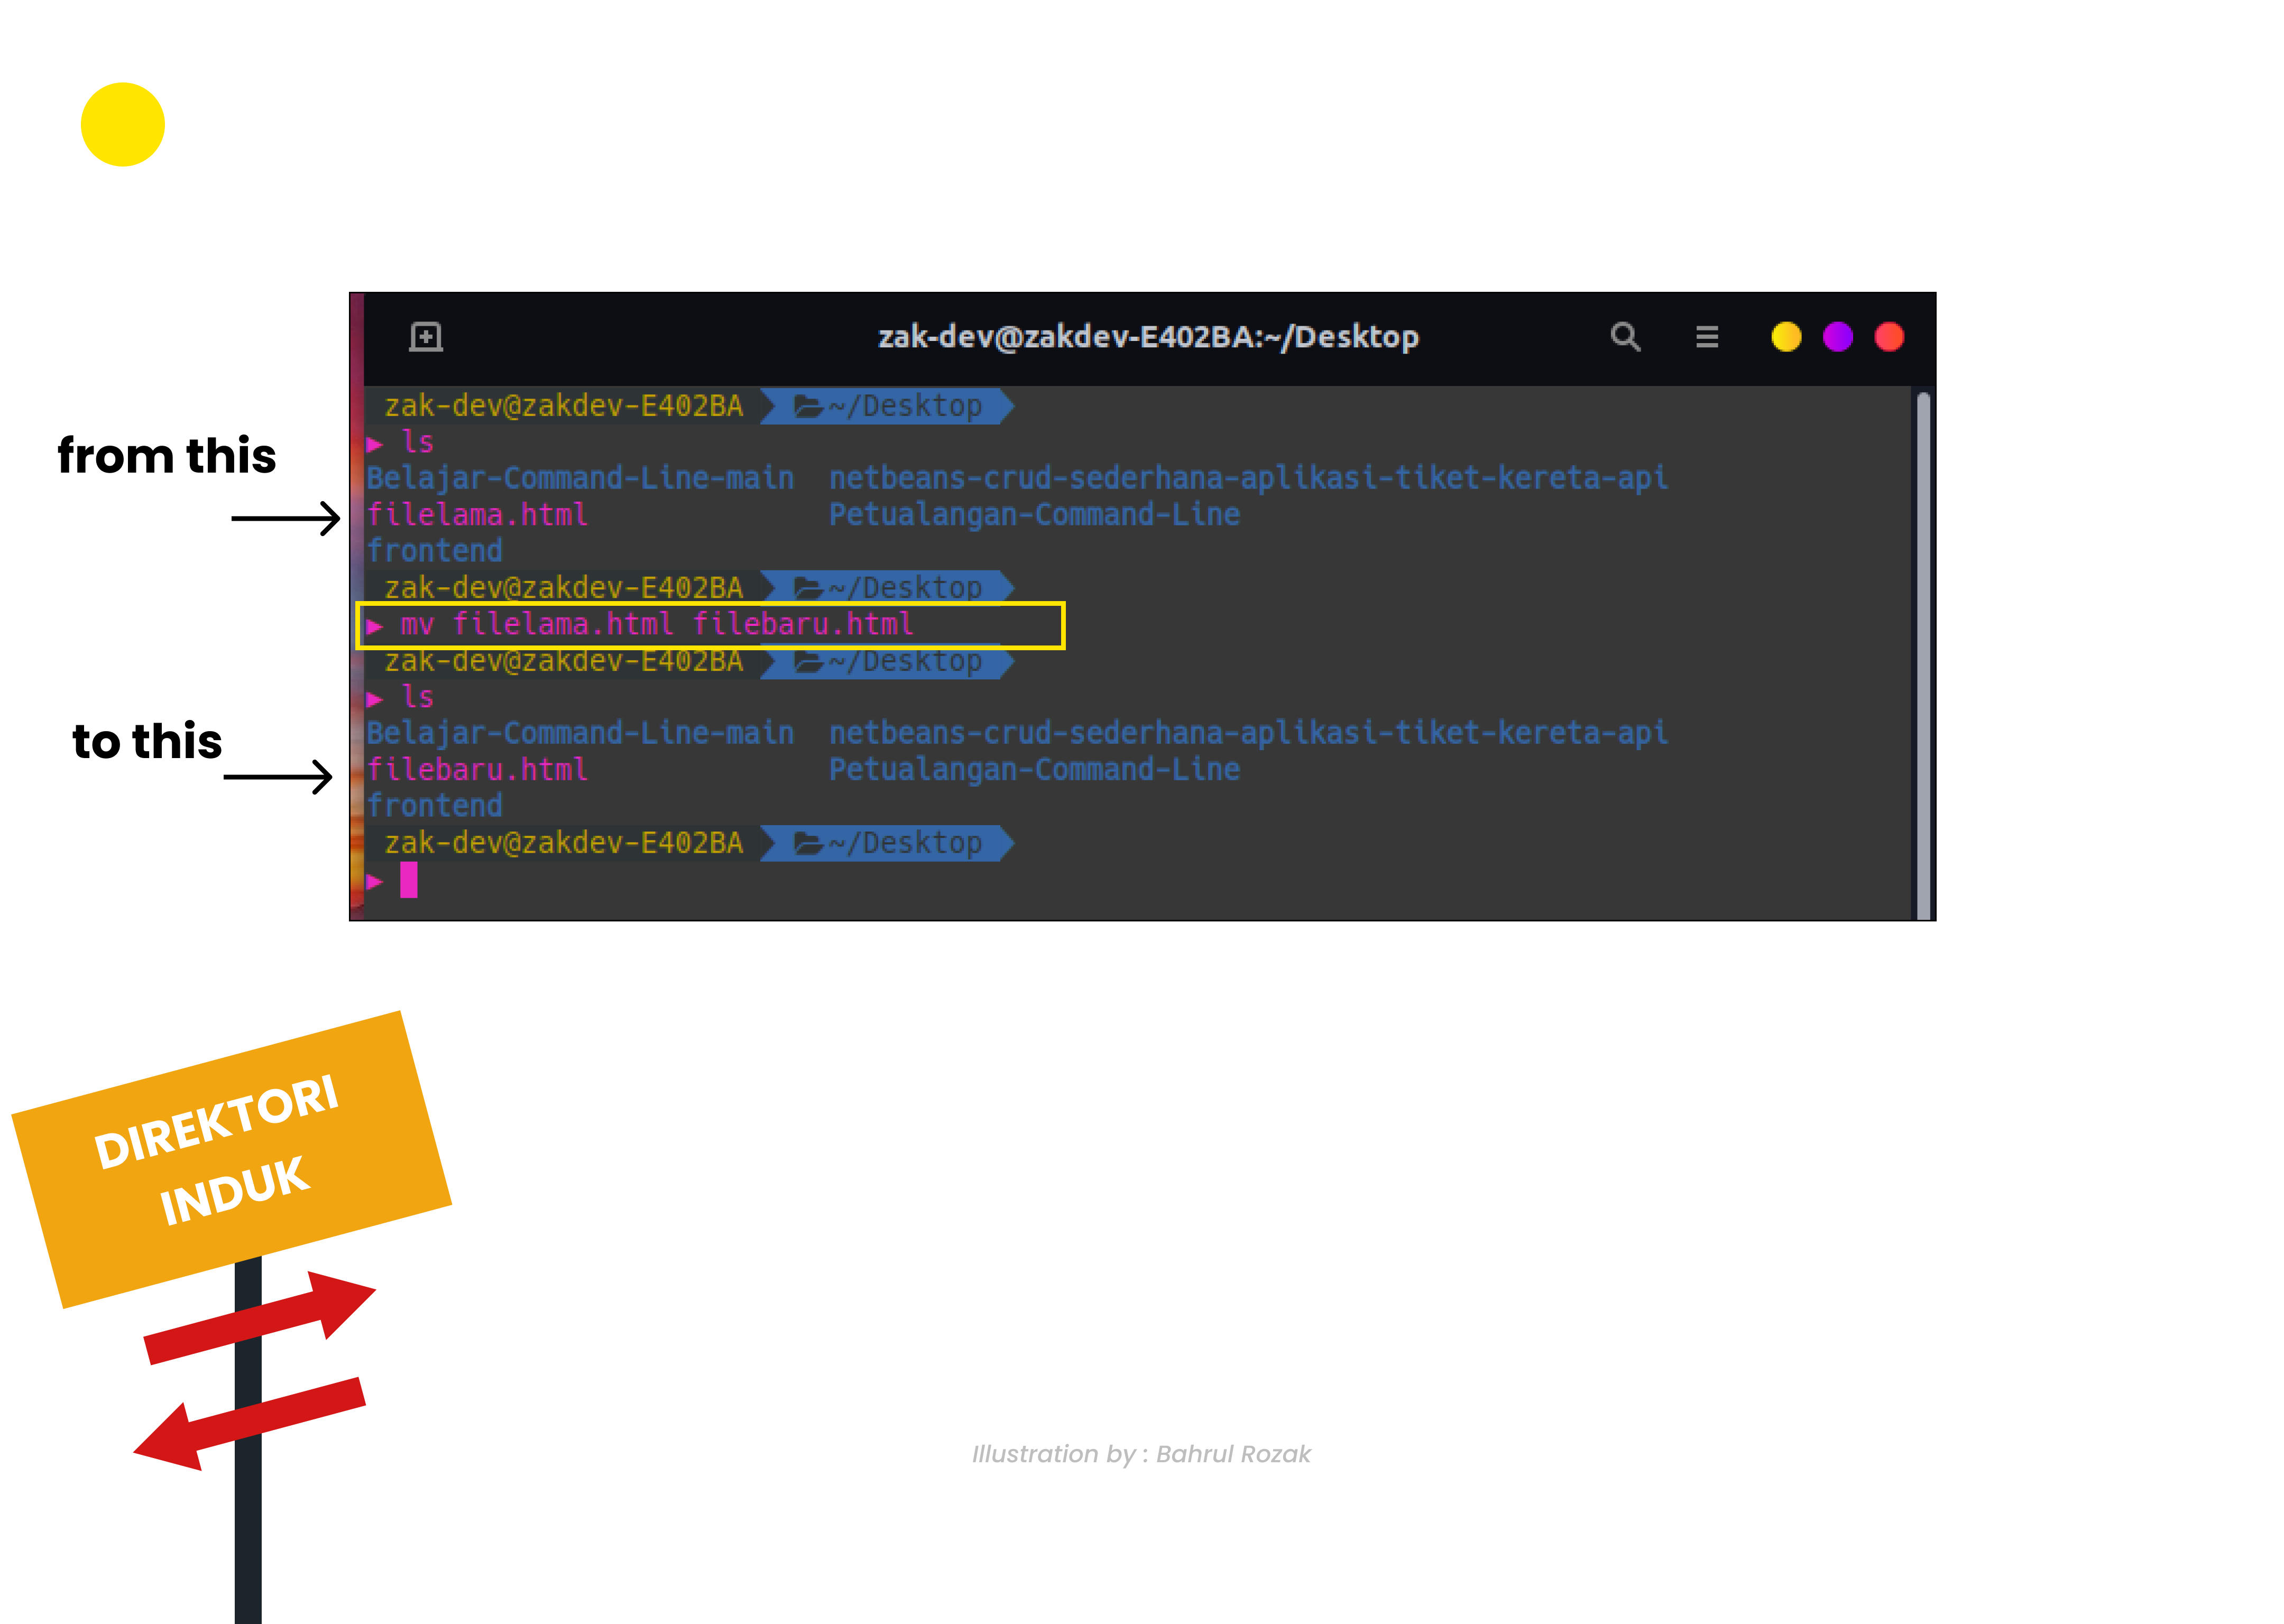 zak-dev@zakdev-E402BA:~/Desktop
zak-dev@zakdev-E402BA ~/Desktop
ls
from this
Belajar-Command-Line-main netbeans-crud-sederhana-aplikasi-tiket-kereta-api
filelama.html Petualangan-Command-Line
frontend
zak-dev@zakdev-E402BA ~/Desktop
mv filelama.html filebaru.html
zak-dev@zakdev-E402BA ~/Desktop
ls
to this
Belajar-Command-Line-main netbeans-crud-sederhana-aplikasi-tiket-kereta-api
filebaru.html Petualangan-Command-Line
frontend
zak-dev@zakdev-E402BA ~/Desktop
DIREKTORI
INDUK
Illustration by : Bahrul Rozak